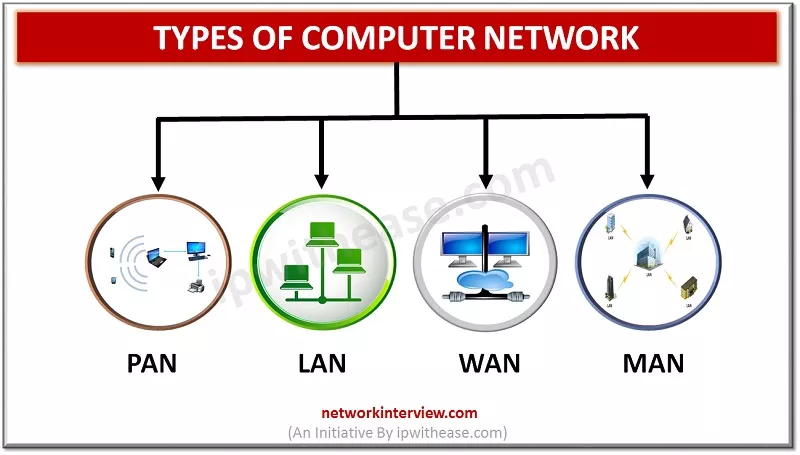 TYPES OF COMPUTER NETWORK
ipwithease.com
LAN
LAN
LAN
LAN
LAN
PAN
LAN
WAN
MAN
networkinterview.com
(An Initiative By ipwithease.com)